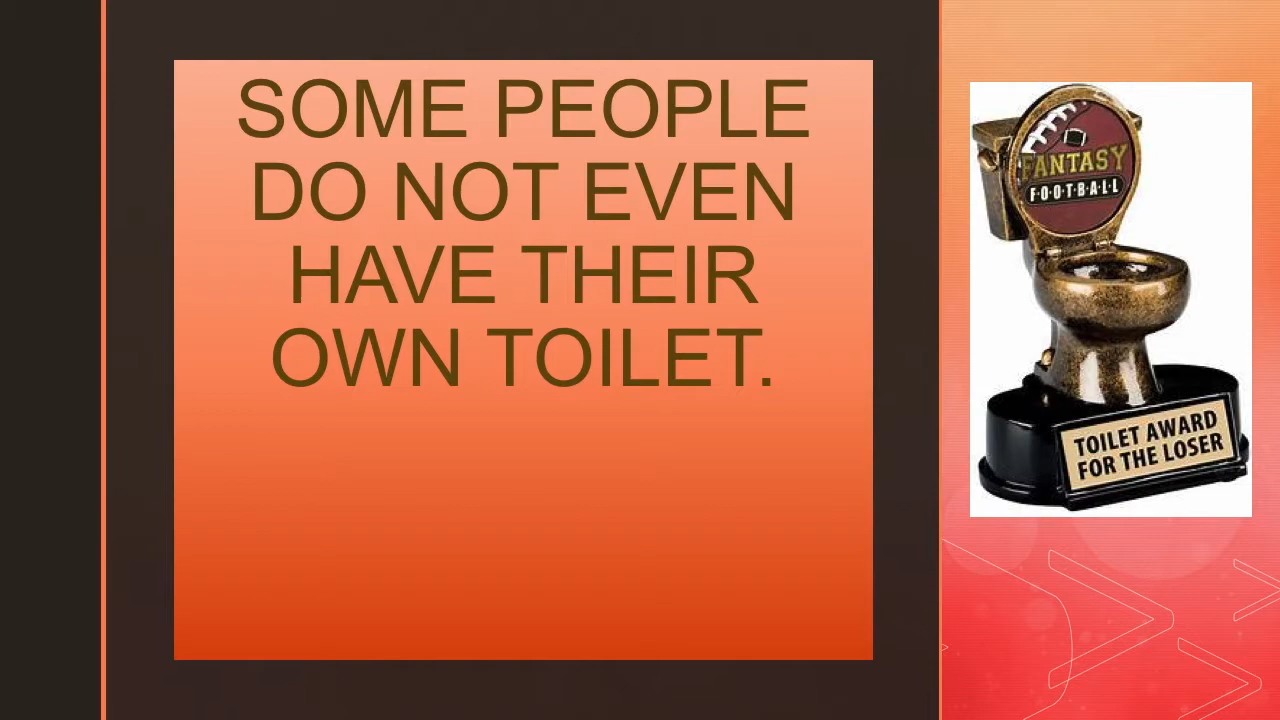 SOME PEOPLE
DO NOT EVEN
HAVE THEIR
OWN TOILET.
FANTASY
FOOTBALL
TOILET AWARD
FOR THE LOSER